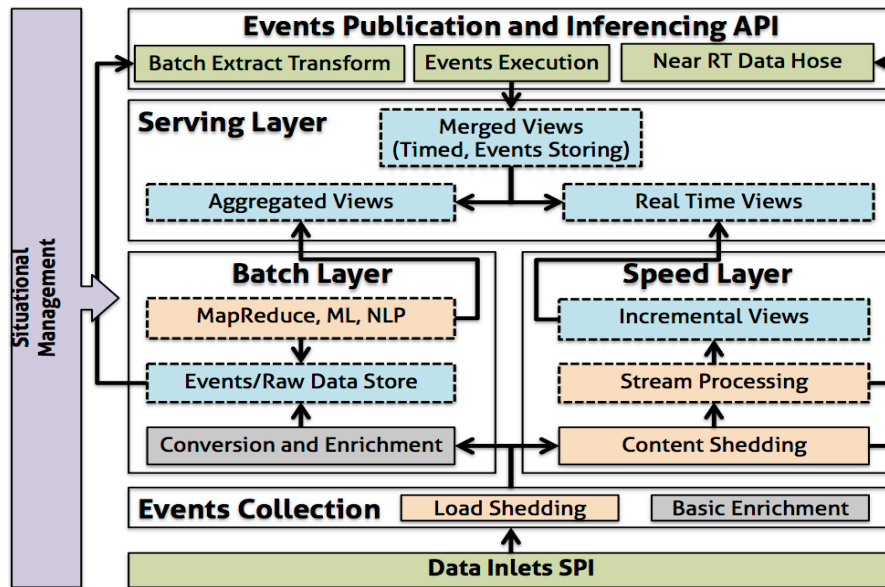 Events Publication and Inferencing API
Batch Extract Transform
Events Execution
Near RT Data Hose
Serving Layer
Merged Views
(Timed, Events Storing)
Aggregated Views
Real Time Views
Situational
Management
Batch Layer
Speed Layer
MapReduce, ML, NLP
Incremental Views
Events/Raw Data Store
Stream Processing
Conversion and Enrichment
Content Shedding
Events Collection
Load Shedding
Basic Enrichment
Data Inlets SPI